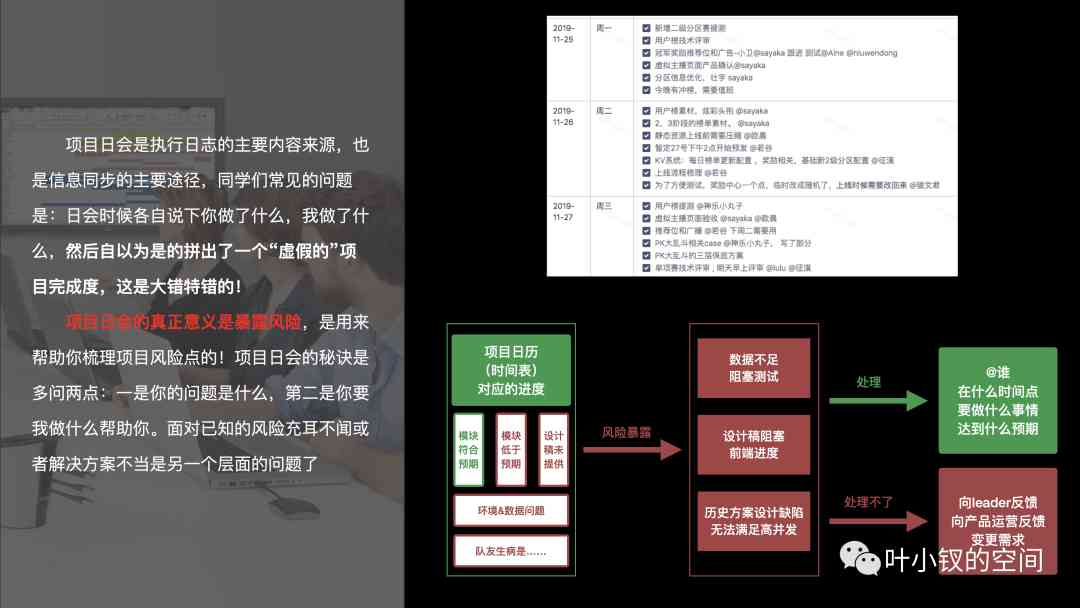 项目日会是执行日志的主要内容来源，也
是信息同步的主要途径，同学们常见的问题
是：日会时候各自说下你做了什么，我做了什
么，然后自以为是的拼出了一个“虚假的”项
目完成度，这是大错特错的！
项目日会的真正意义是暴露风险，是用来
帮助你梳理项目风险点的！项目日会的秘诀是
多问两点：一是你的问题是什么，第二是你要
我做什么帮助你。面对已知的风险充耳不闻或
者解决方案不当是另一个层面的问题了
2019-
11-25
周一
新增二级分区赛提测
用户榜技术评审
冠军奖励推荐位和广告-小卫@sayaka 跟进 测试@Aine @niuwendong
虚拟主播页面产品确认@sayaka
分区信息优化，社字 sayaka
今晚有冲榜，需要值班
2019-
11-26
周二
用户榜素材，炫彩头衔 @sayaka
2、3阶段的榜单素材。 @sayaka
静态资源上线前需要压缩 @欧晨
暂定27号下午2点开始预发 @若谷
KV系统：每日榜单更新配置，奖励相关、基础新2级分区配置 @征溪
上线流程梳理 @若谷
为了方便测试，奖励中心一个点，临时改成随机了，上线时候需要改回来 @骏文君
2019-
11-27
周三
用户榜提测 @神乐小丸子
虚拟主播页面验收 @sayaka @欧晨
推荐位和广播 @若谷 下周二需要用
PK大乱斗相关case @神乐小丸子， 写了部分
PK大乱斗的三层保底方案
单项赛技术评审，明天早上评审 @lulu @征溪
项目日历
（时间表）
对应的进度
模块
符合
预期
模块
低于
预期
设计
稿未
提供
环境&数据问题
队友生病是......
风险暴露
数据不足
阻塞测试
设计稿阻塞
前端进度
历史方案设计缺陷
无法满足高并发
处理
@谁
在什么时间点
要做什么事情
达到什么预期
处理不了
向leader反馈
向产品运营反馈
变更需求
叶小钗的空间